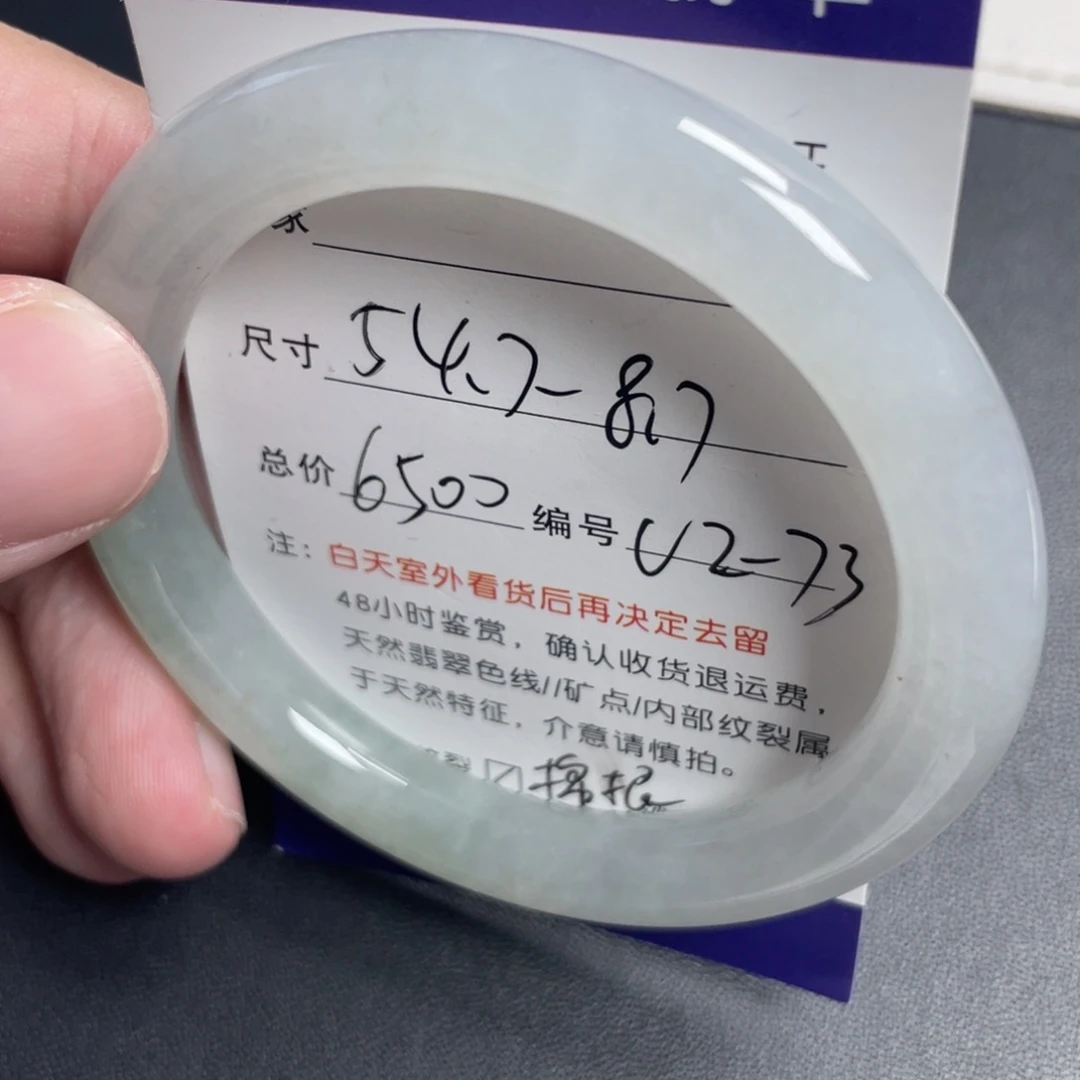 家
尺寸 54.7-8.7
总价 6500 编号 U2-73
注：白天室外看货后再决定去留
48小时鉴赏，确认收货退运费，
天然翡翠色线//矿点/内部纹裂属
于天然特征，介意请慎拍。
裂